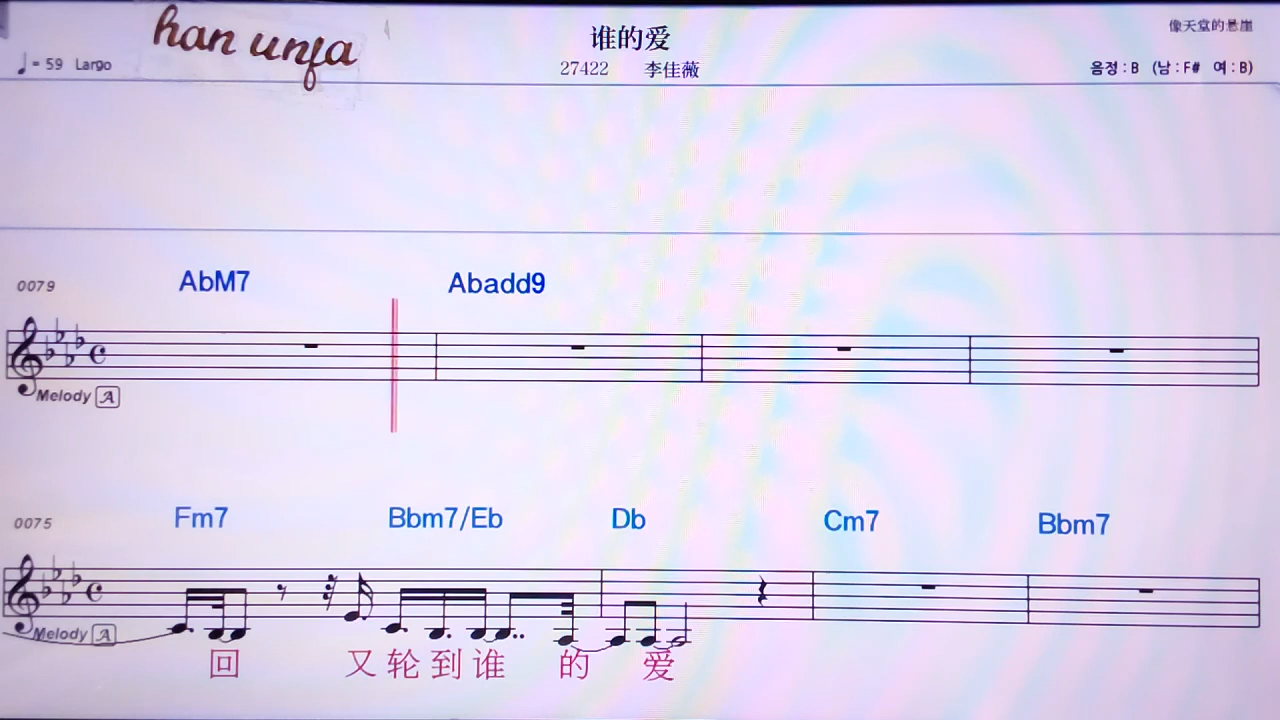 han unfa
谁的爱
像天堂的悬崖
♩= 59 Largo
27422 李佳薇
음정 : B (남 : F# 여 : B)
0079 AbM7 Abadd9
Melody A
0075 Fm7 Bbm7/Eb Db Cm7 Bbm7
Melody A
回 又轮到谁 的 爱